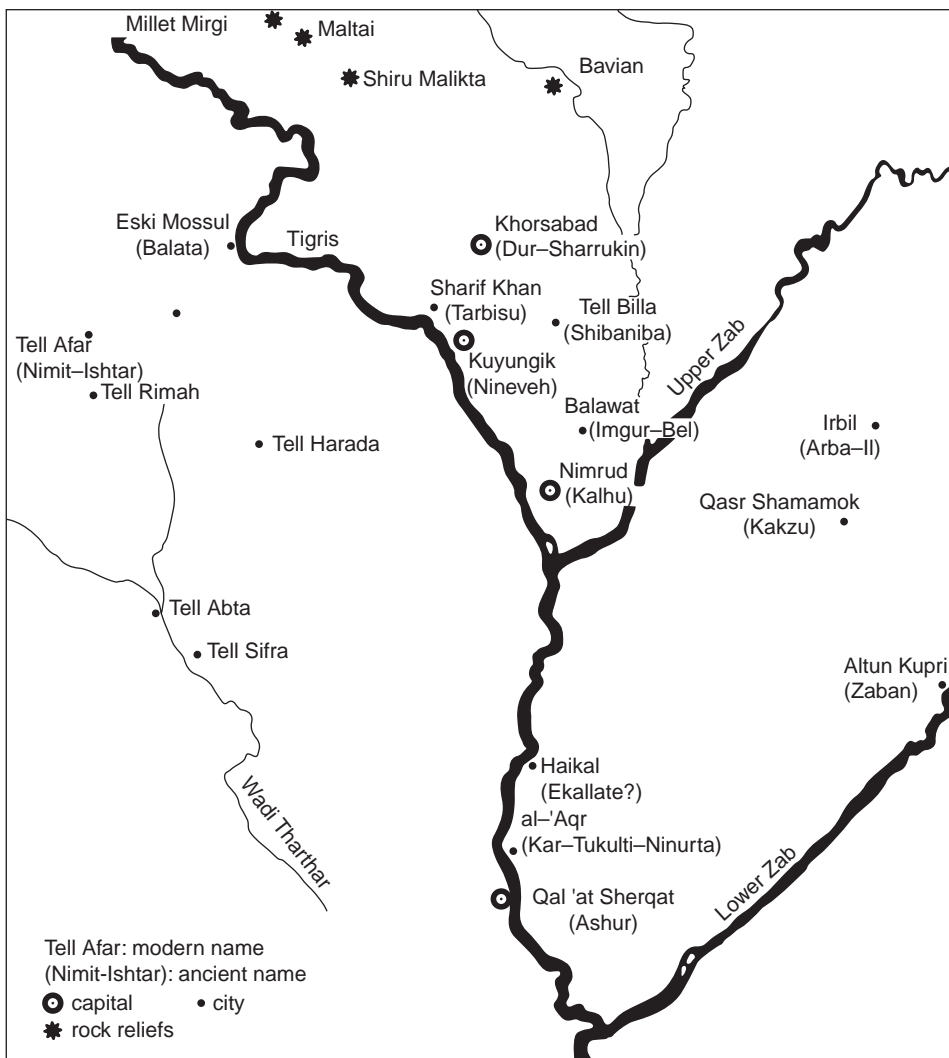 Millet Mirgi
Maltai
Shiru Malikta
Bavian
Eski Mossul
(Balata)
Tigris
Khorsabad
(Dur–Sharrukin)
Sharif Khan
(Tarbisu)
Tell Billa
(Shibaniba)
Tell Afar
(Nimit–Ishtar)
Tell Rimah
Kuyungik
(Nineveh)
Upper Zab
Balawat
(Imgur–Bel)
Irbil
(Arba–Il)
Tell Harada
Nimrud
(Kalhu)
Qasr Shamamok
(Kakzu)
Tell Abta
Tell Sifra
Altun Kupri
(Zaban)
Haikal
(Ekallate?)
Wadi Tharthar
al–'Aqr
(Kar–Tukulti–Ninurta)
Lower Zab
Qal 'at Sherqat
(Ashur)
Tell Afar: modern name
(Nimit-Ishtar): ancient name
capital city
rock reliefs